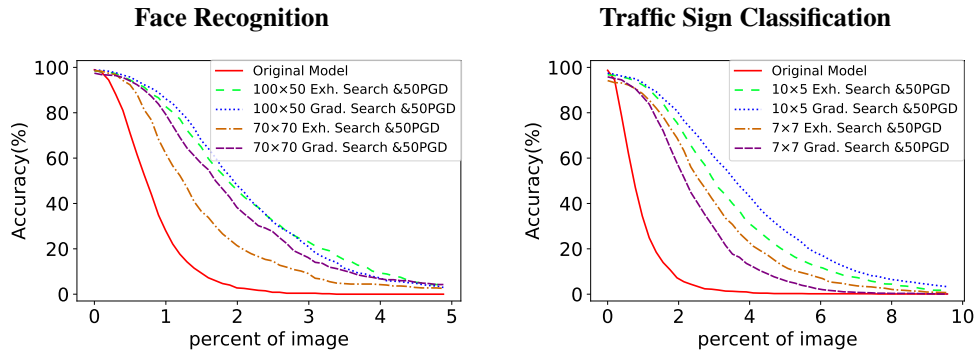 Face Recognition
100
80
60
40
20
0
Accuracy(%)
Original Model
100×50 Exh. Search &50PGD
100×50 Grad. Search &50PGD
70×70 Exh. Search &50PGD
70×70 Grad. Search &50PGD
0 1 2 3 4 5
percent of image
Traffic Sign Classification
100
80
60
40
20
0
Accuracy(%)
Original Model
10×5 Exh. Search &50PGD
10×5 Grad. Search &50PGD
7×7 Exh. Search &50PGD
7×7 Grad. Search &50PGD
0 2 4 6 8 10
percent of image